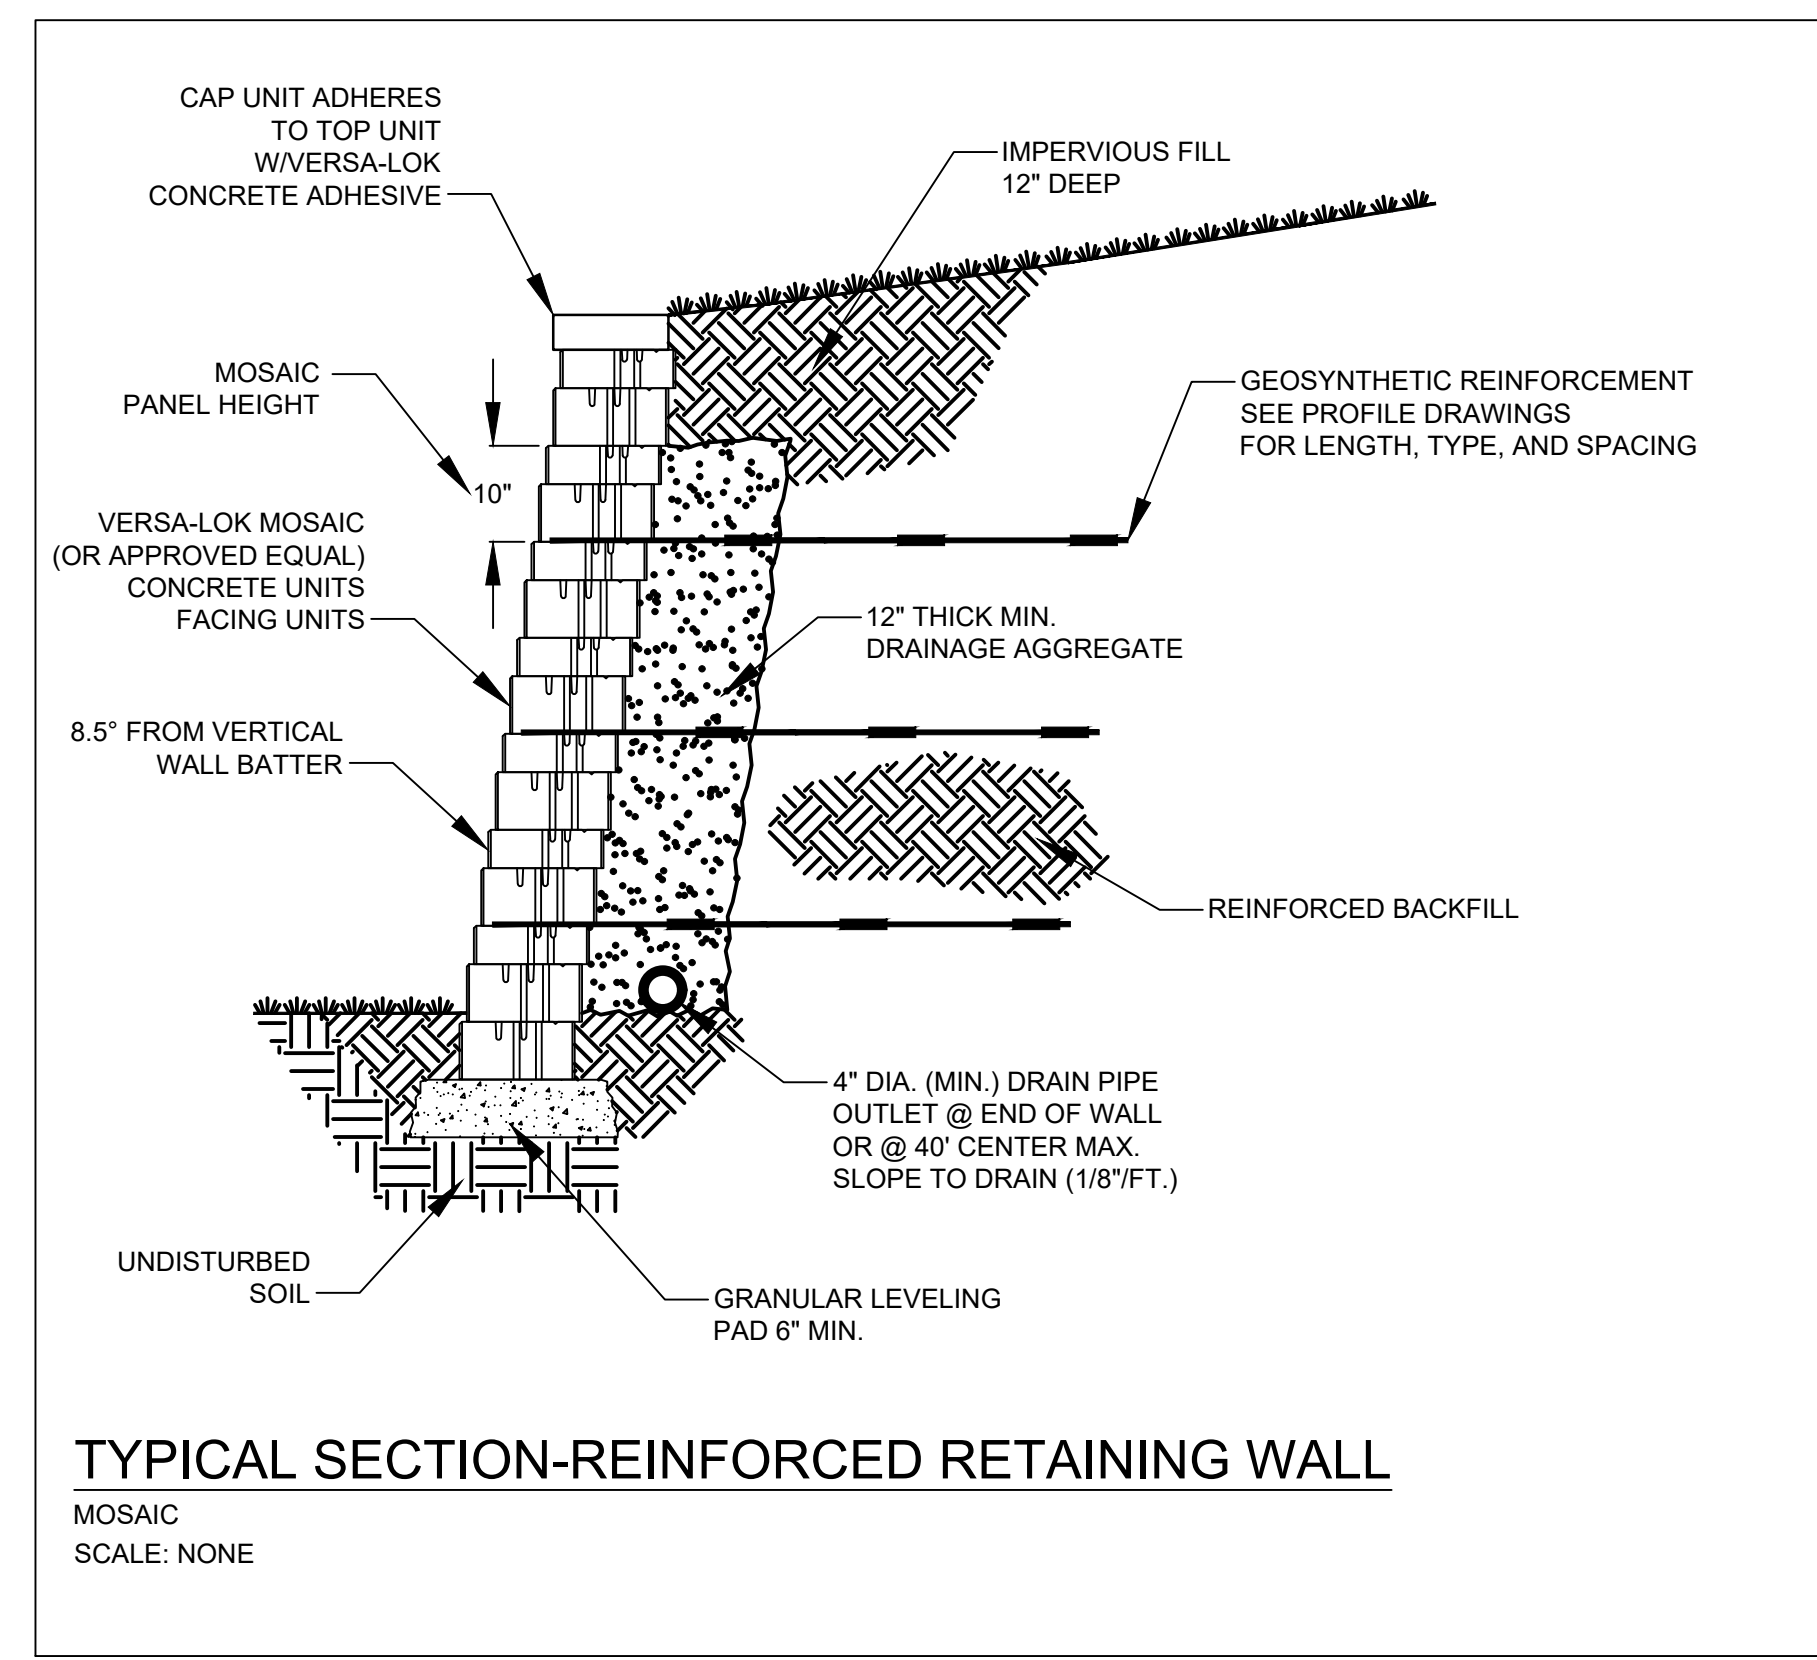 CAP UNIT ADHERES
TO TOP UNIT
W/VERSA-LOK
CONCRETE ADHESIVE
IMPERVIOUS FILL
12" DEEP
MOSAIC
PANEL HEIGHT
GEOSYNTHETIC REINFORCEMENT
SEE PROFILE DRAWINGS
FOR LENGTH, TYPE, AND SPACING
10"
VERSA-LOK MOSAIC
(OR APPROVED EQUAL)
CONCRETE UNITS
FACING UNITS
12" THICK MIN.
DRAINAGE AGGREGATE
8.5° FROM VERTICAL
WALL BATTER
REINFORCED BACKFILL
4" DIA. (MIN.) DRAIN PIPE
OUTLET @ END OF WALL
OR @ 40' CENTER MAX.
SLOPE TO DRAIN (1/8"/FT.)
UNDISTURBED
SOIL
GRANULAR LEVELING
PAD 6" MIN.
TYPICAL SECTION-REINFORCED RETAINING WALL
MOSAIC
SCALE: NONE